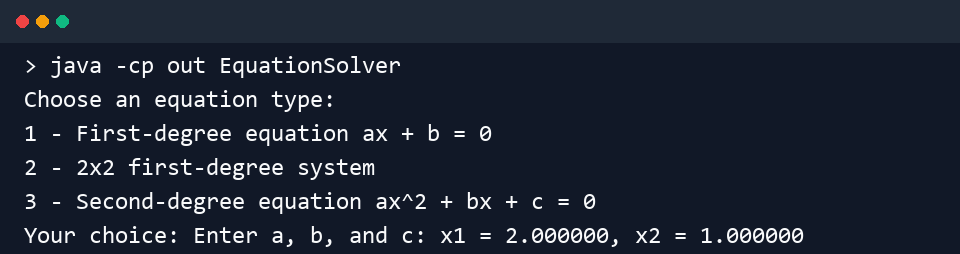 > java -cp out EquationSolver
Choose an equation type:
1 - First-degree equation ax + b = 0
2 - 2x2 first-degree system
3 - Second-degree equation ax^2 + bx + c = 0
Your choice: Enter a, b, and c: x1 = 2.000000, x2 = 1.000000